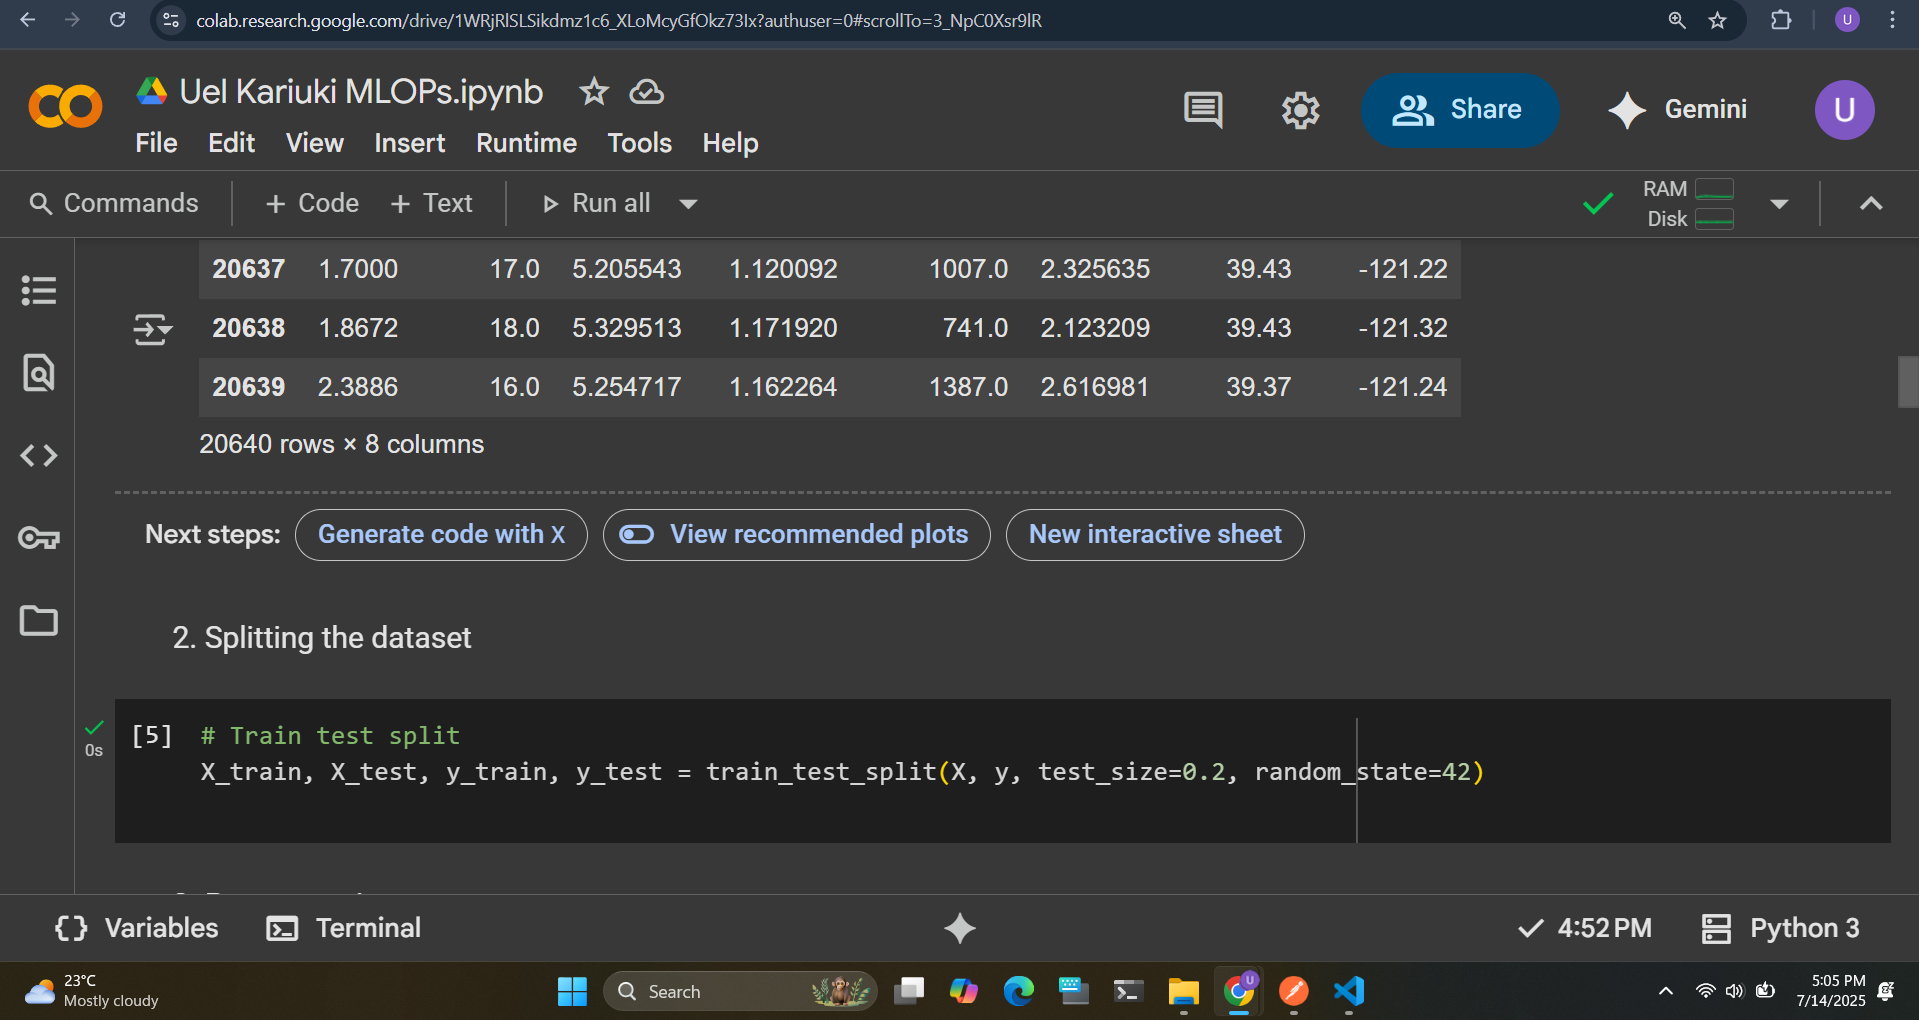 colab.research.google.com/drive/1WRjRlSLSikdmz1c6_XLoMcyGfOkz73Ix?authuser=0#scrollTo=3_NpC0Xsr9lR
U
Uel Kariuki MLOPs.ipynb
Share
Gemini
U
File Edit View Insert Runtime Tools Help
Commands
+ Code
+ Text
Run all
RAM
Disk
20637 1.7000 17.0 5.205543 1.120092 1007.0 2.325635 39.43 -121.22
20638 1.8672 18.0 5.329513 1.171920 741.0 2.123209 39.43 -121.32
20639 2.3886 16.0 5.254717 1.162264 1387.0 2.616981 39.37 -121.24
20640 rows × 8 columns
Next steps: Generate code with X View recommended plots New interactive sheet
2. Splitting the dataset
0s
[5] # Train test split
X_train, X_test, y_train, y_test = train_test_split(X, y, test_size=0.2, random_state=42)
Variables
Terminal
4:52 PM
Python 3
23°C
Mostly cloudy
Search
U
5:05 PM
7/14/2025